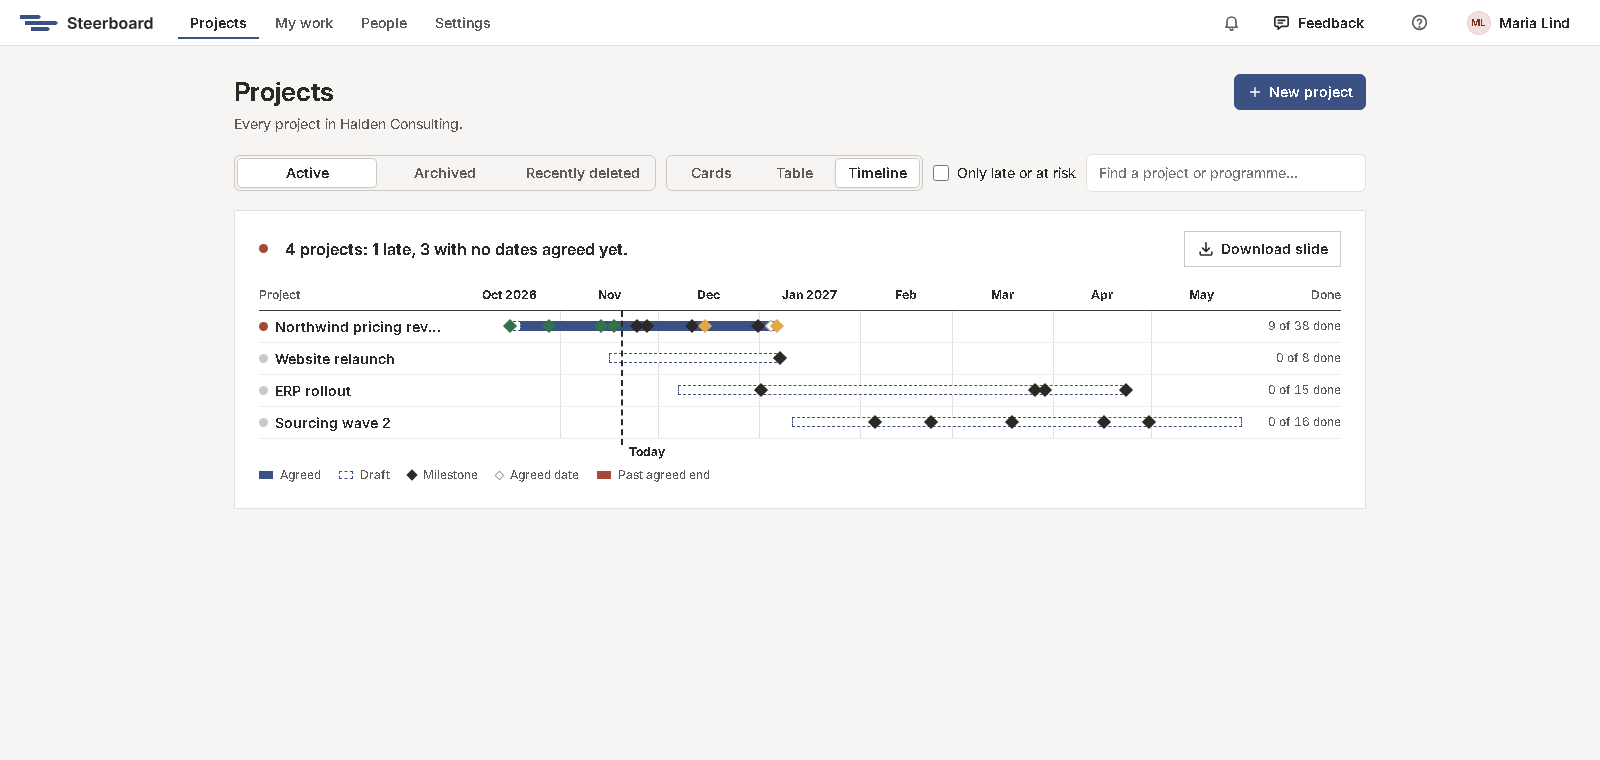 Steerboard Projects My work People Settings Feedback ML Maria Lind
Projects
+ New project
Every project in Halden Consulting.
Active Archived Recently deleted Cards Table Timeline Only late or at risk Find a project or programme...
4 projects: 1 late, 3 with no dates agreed yet.
Download slide
Project Oct 2026 Nov Dec Jan 2027 Feb Mar Apr May Done
Northwind pricing rev... 9 of 38 done
Website relaunch 0 of 8 done
ERP rollout 0 of 15 done
Sourcing wave 2 0 of 16 done
Today
Agreed Draft Milestone Agreed date Past agreed end